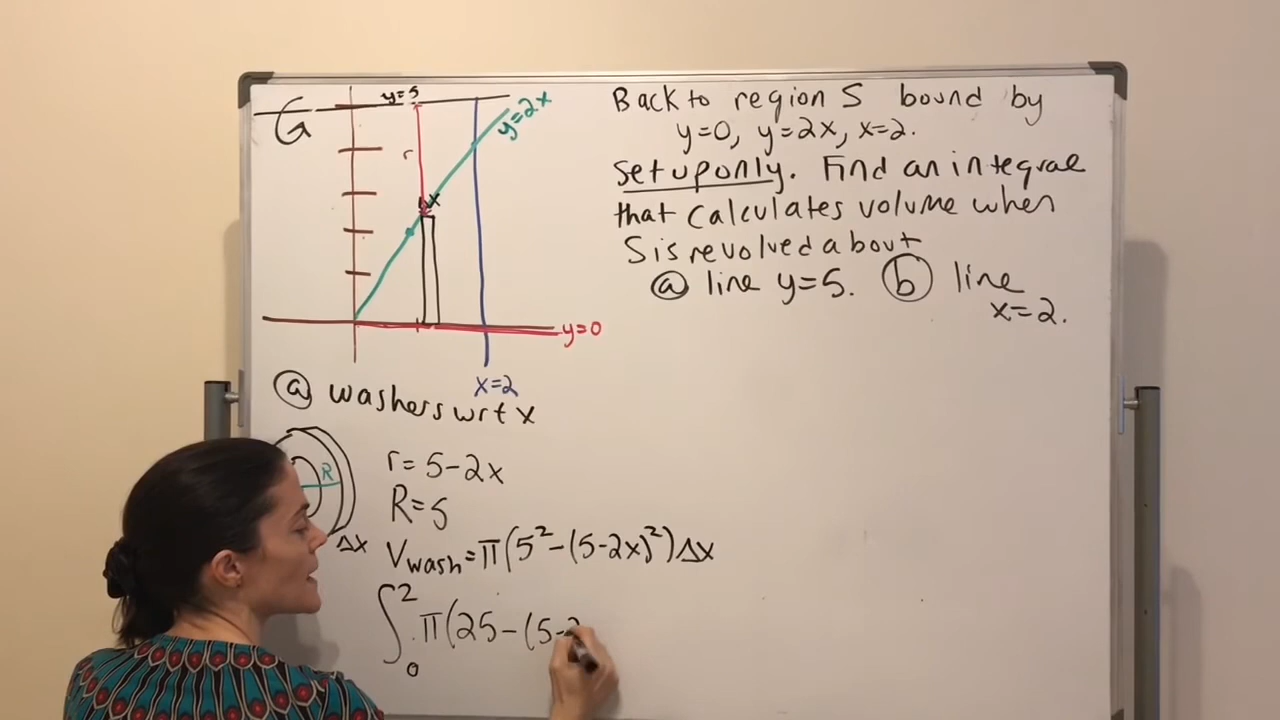 y=5
y=2x
r
Δx
y=0
x=2
Back to region S bound by
y=0, y=2x, x=2.
set up only. Find an integral
that calculates volume when
S is revolved about
ⓐ line y=5. ⓑ line
x=2.
ⓐ washers wrt x
R
Δx
r=5-2x
R=5
Vwash=π(5²-(5-2x)²)Δx
∫₀² π(25-(5-2